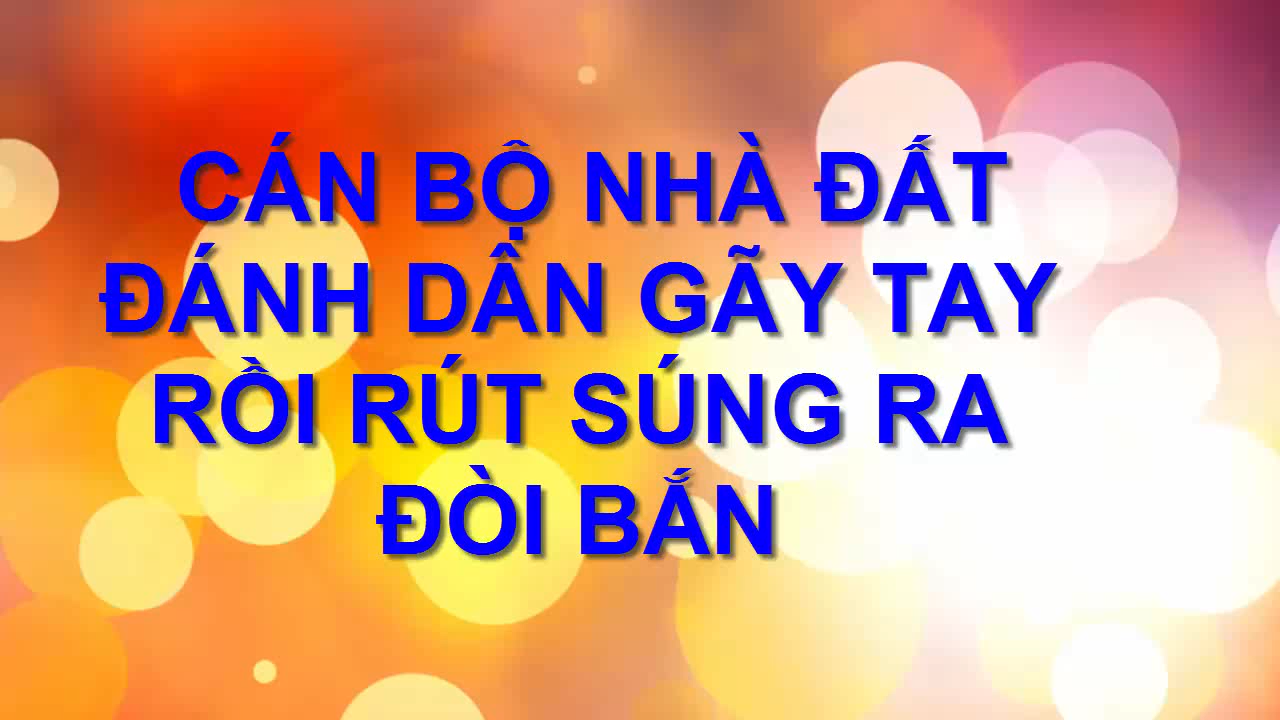 CÁN BỘ NHÀ ĐẤT
ĐÁNH DÂN GÃY TAY
RỒI RÚT SÚNG RA
ĐÒI BẮN